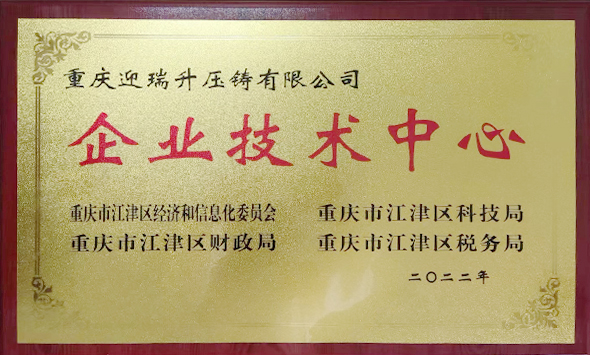 重庆迎瑞升压铸有限公司
企业技术中心
重庆市江津区经济和信息化委员会 重庆市江津区科技局
重庆市江津区财政局 重庆市江津区税务局
二〇二二年